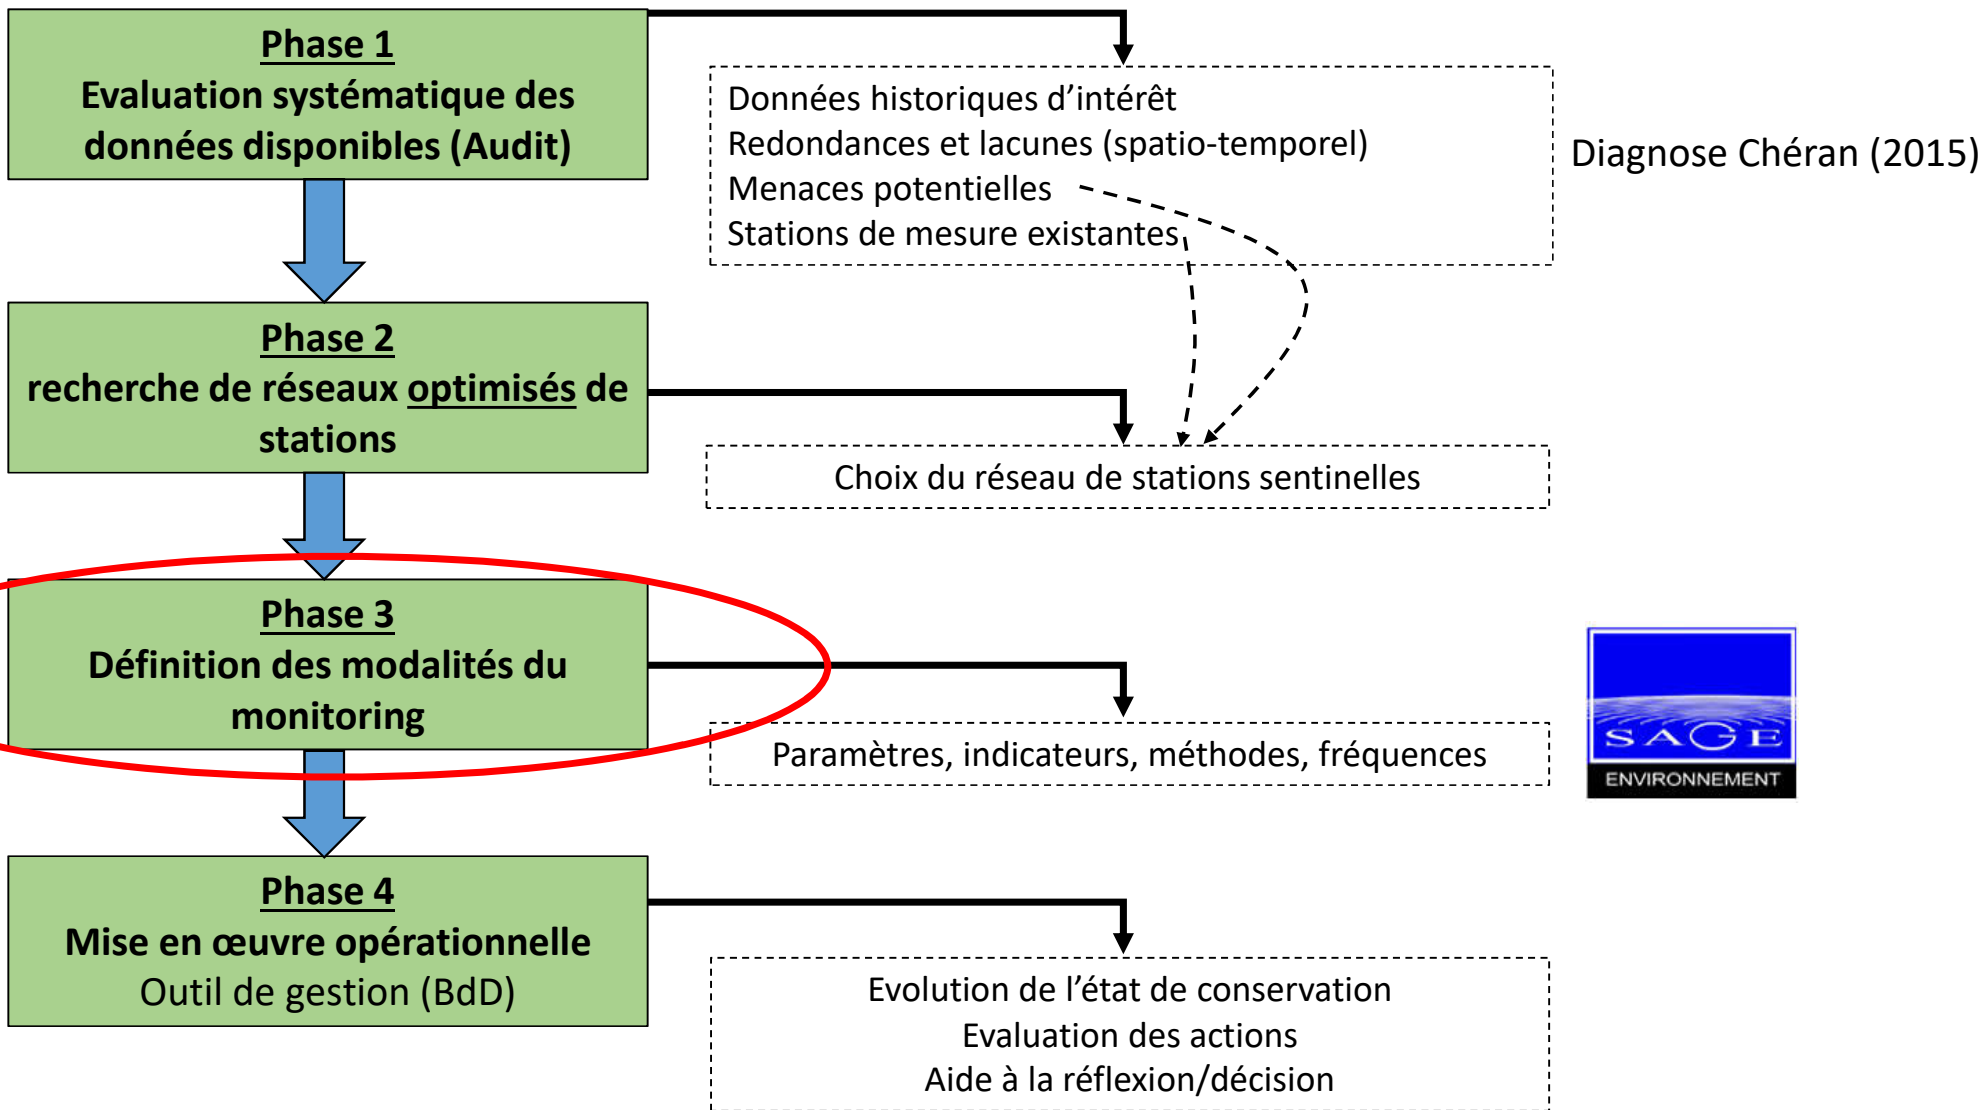 Phase 1
Evaluation systématique des
données disponibles (Audit)
Données historiques d’intérêt
Redondances et lacunes (spatio-temporel)
Menaces potentielles
Stations de mesure existantes
Diagnose Chéran (2015)
Phase 2
recherche de réseaux optimisés de
stations
Choix du réseau de stations sentinelles
Phase 3
Définition des modalités du
monitoring
Paramètres, indicateurs, méthodes, fréquences
SAGE
ENVIRONNEMENT
Phase 4
Mise en œuvre opérationnelle
Outil de gestion (BdD)
Evolution de l’état de conservation
Evaluation des actions
Aide à la réflexion/décision